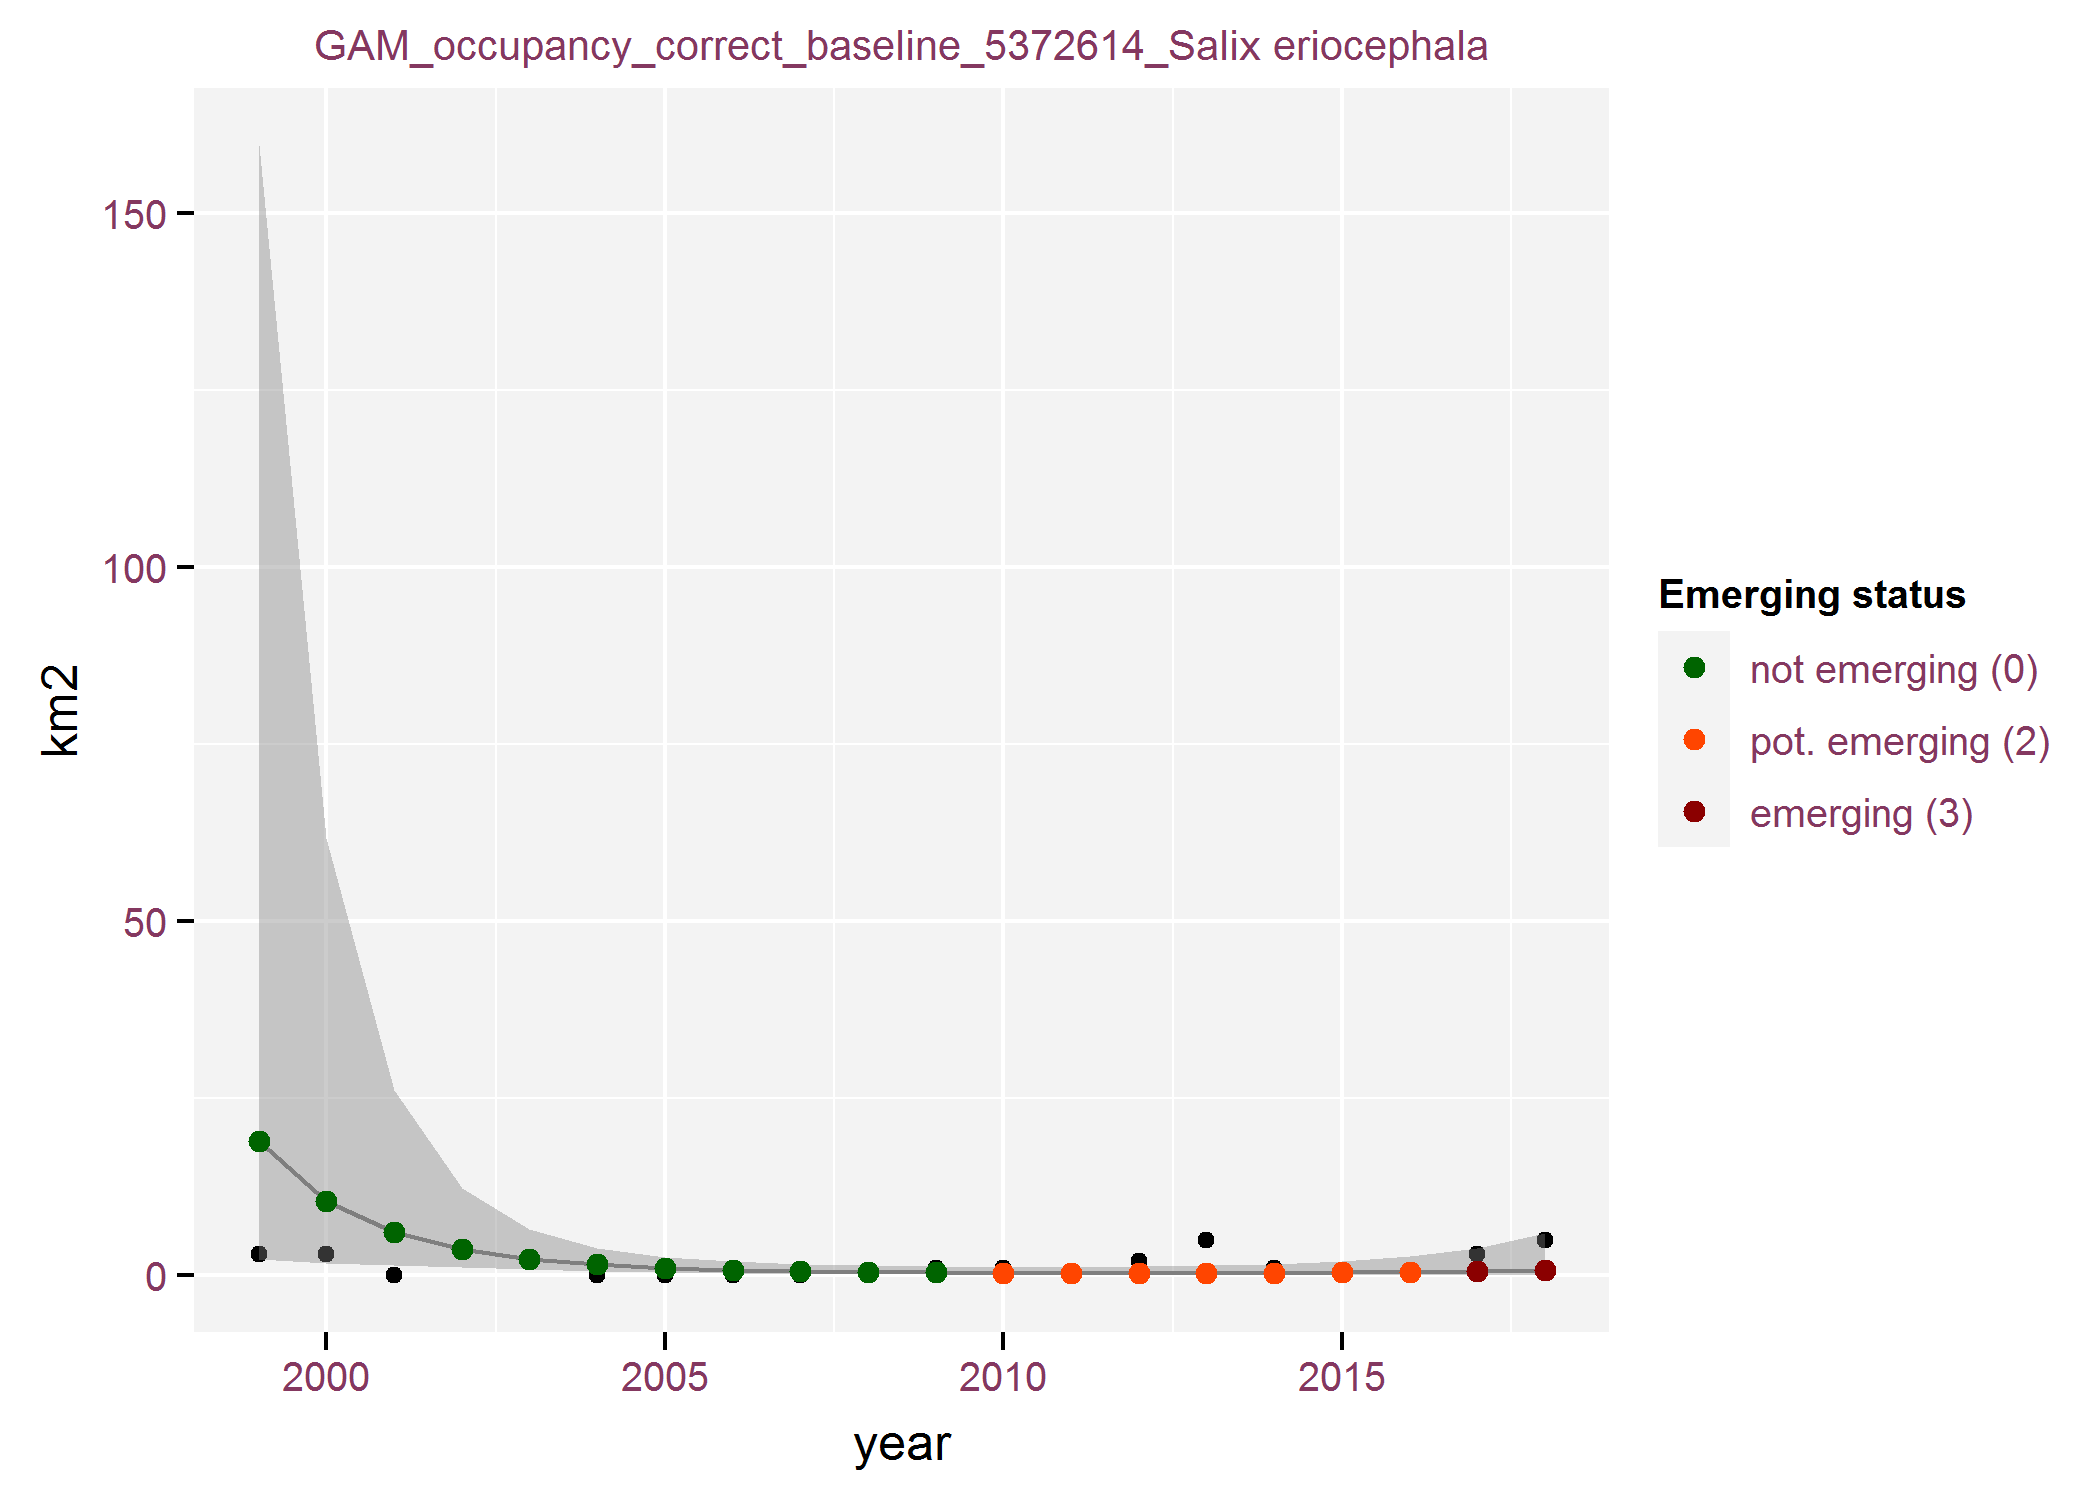 GAM_occupancy_correct_baseline_5372614_Salix eriocephala
150
100
50
0
km2
2000
2005
2010
2015
year
Emerging status
not emerging (0)
pot. emerging (2)
emerging (3)